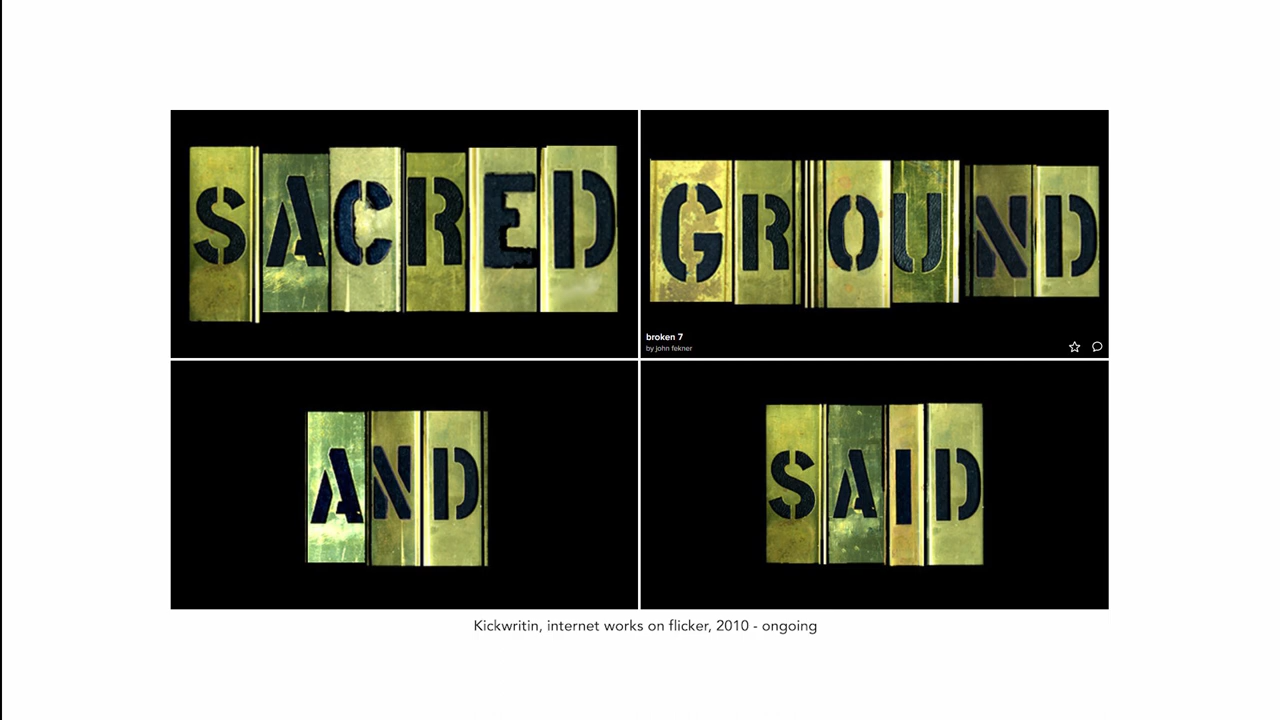 SACRED
GROUND
broken 7
by john fekner
AND
SAID
Kickwritin, internet works on flicker, 2010 - ongoing